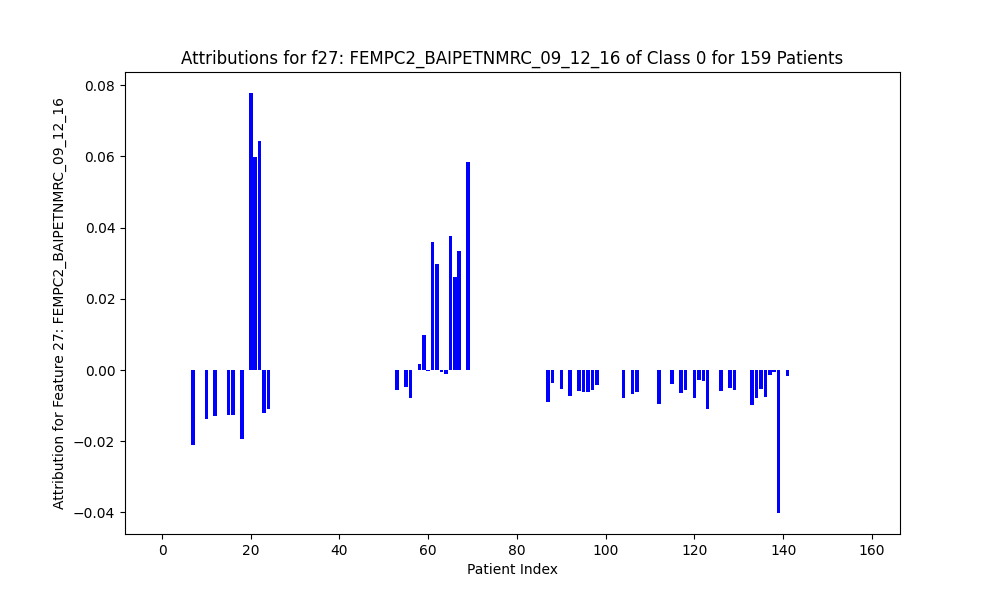 Attributions for f27: FEMPC2_BAIPETNMRC_09_12_16 of Class 0 for 159 Patients
Attribution for Feature 27: FEMPC2_BAIPETNMRC_09_12_16
0.08
0.06
0.04
0.02
0.00
−0.02
−0.04
0 20 40 60 80 100 120 140 160
Patient Index